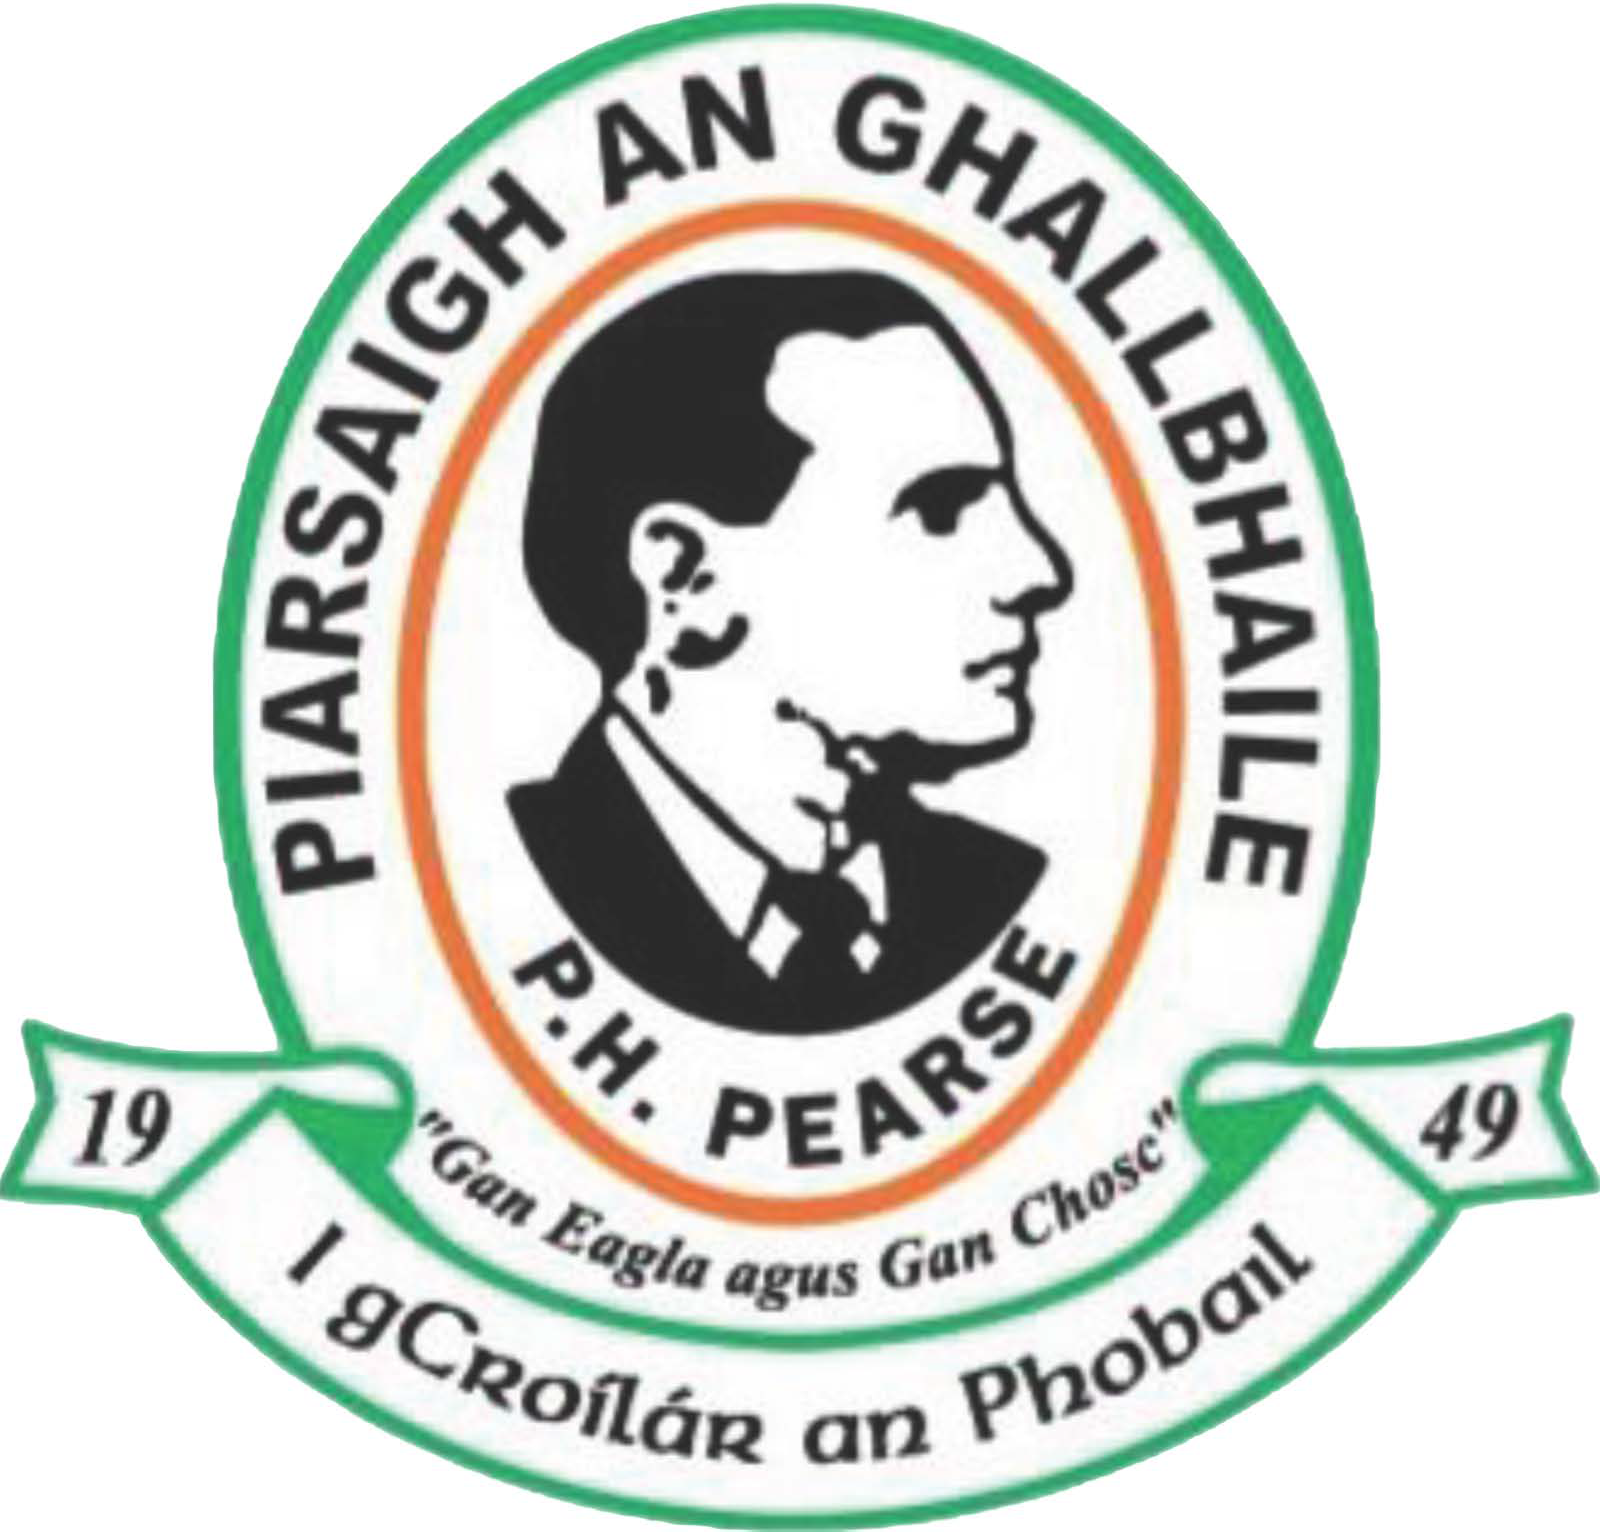 PIARSAIGH AN GHALLBHAILE
P.H. PEARSE
"Gan Eagla agus Gan Chosc"
19 49
I gCroílár an Phobail